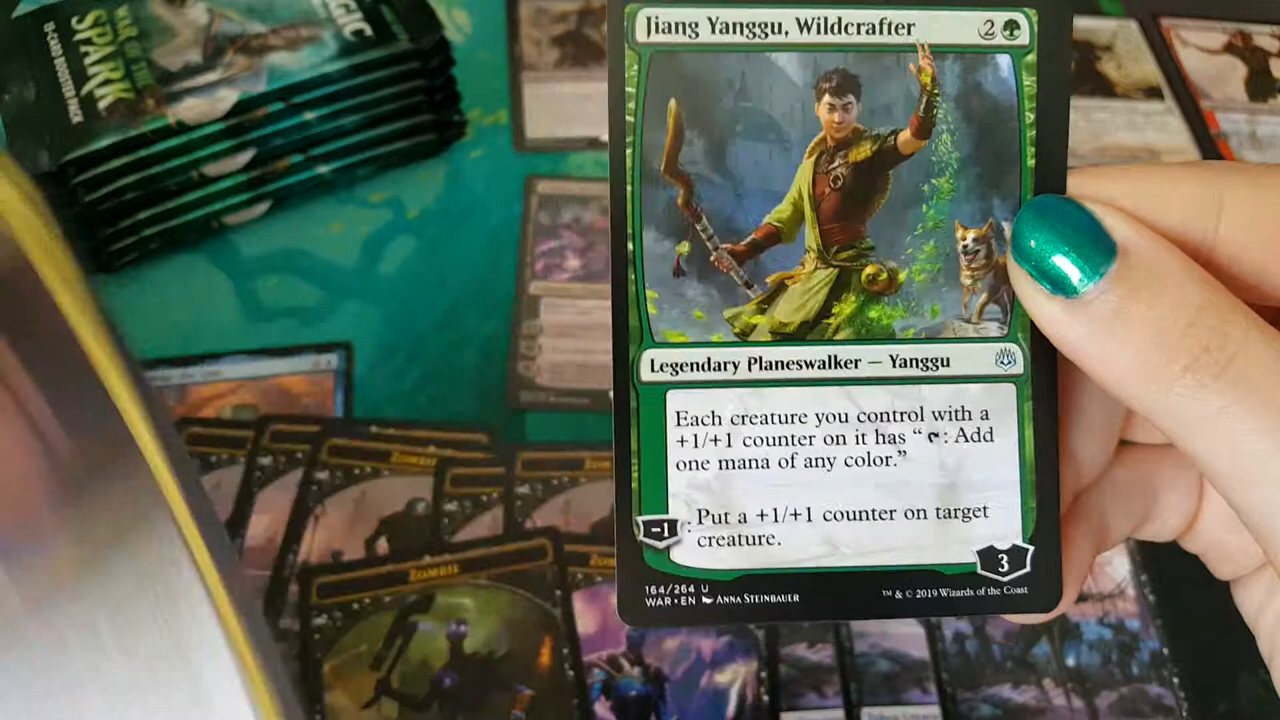 MAGIC
WAR OF THE
SPARK
15-CARD BOOSTER PACK
Jiang Yanggu, Wildcrafter 2
Legendary Planeswalker — Yanggu
Each creature you control with a
+1/+1 counter on it has “ : Add
one mana of any color.”
-1 : Put a +1/+1 counter on target
creature.
3
164/264 U
WAR • EN ANNA STEINBAUER
™ & © 2019 Wizards of the Coast
ZOMBIE
ZOMBIE